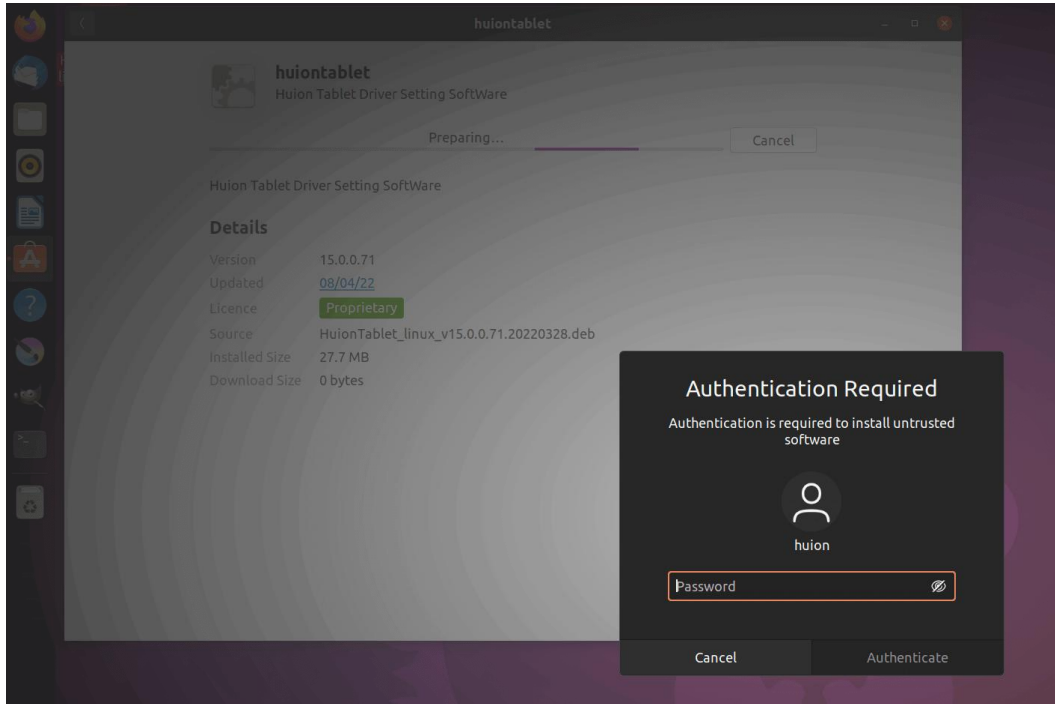 huiontablet
huiontablet
Huion Tablet Driver Setting SoftWare
Preparing...
Cancel
Huion Tablet Driver Setting SoftWare
Details
Version 15.0.0.71
Updated 08/04/22
Licence Proprietary
Source HuionTablet_linux_v15.0.0.71.20220328.deb
Installed Size 27.7 MB
Download Size 0 bytes
Authentication Required
Authentication is required to install untrusted
software
huion
Password
Cancel Authenticate